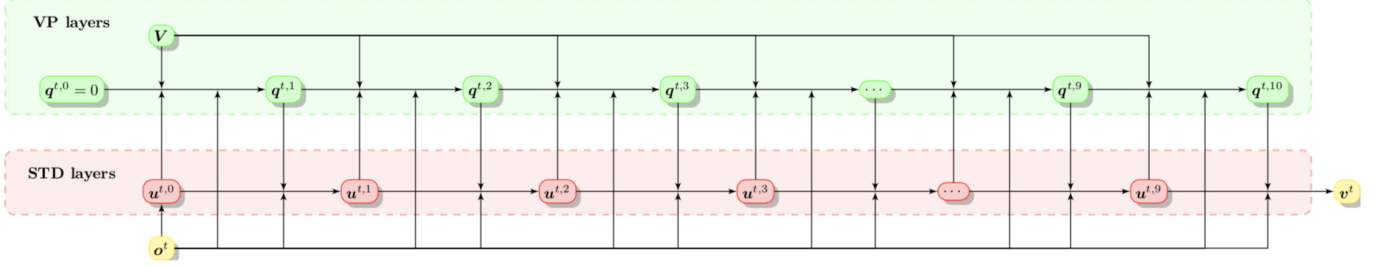 VP layers
V
q^{t,0} = 0
q^{t,1}
q^{t,2}
q^{t,3}
...
q^{t,9}
q^{t,10}
STD layers
u^{t,0}
u^{t,1}
u^{t,2}
u^{t,3}
...
u^{t,9}
v^t
o^t